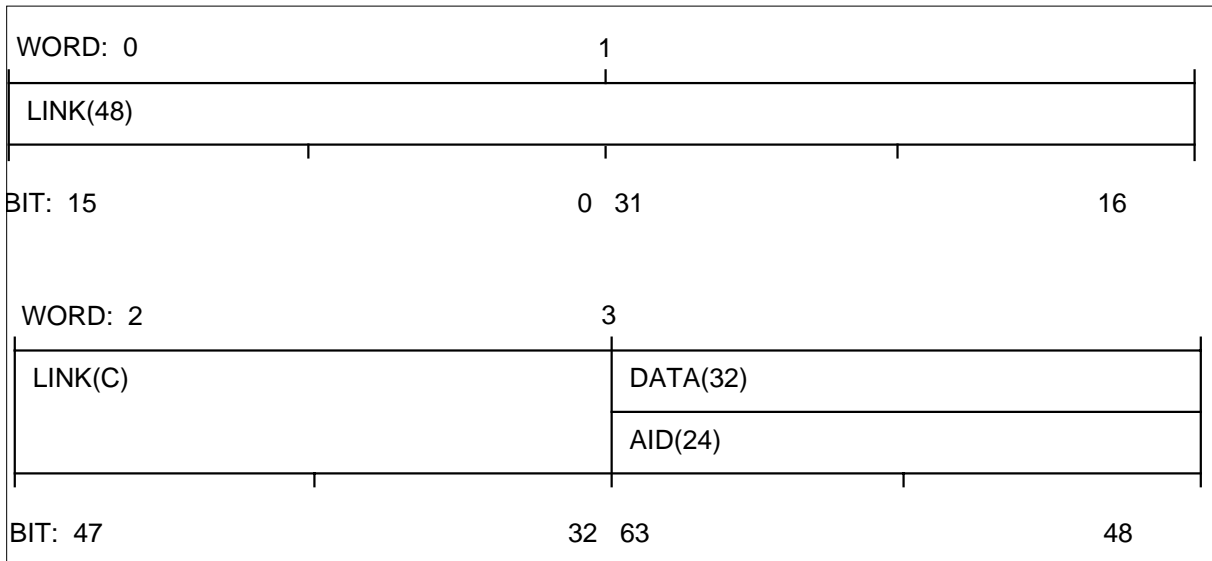 WORD: 0 1
LINK(48)
BIT: 15 0 31 16
WORD: 2 3
LINK(C) DATA(32)
AID(24)
BIT: 47 32 63 48